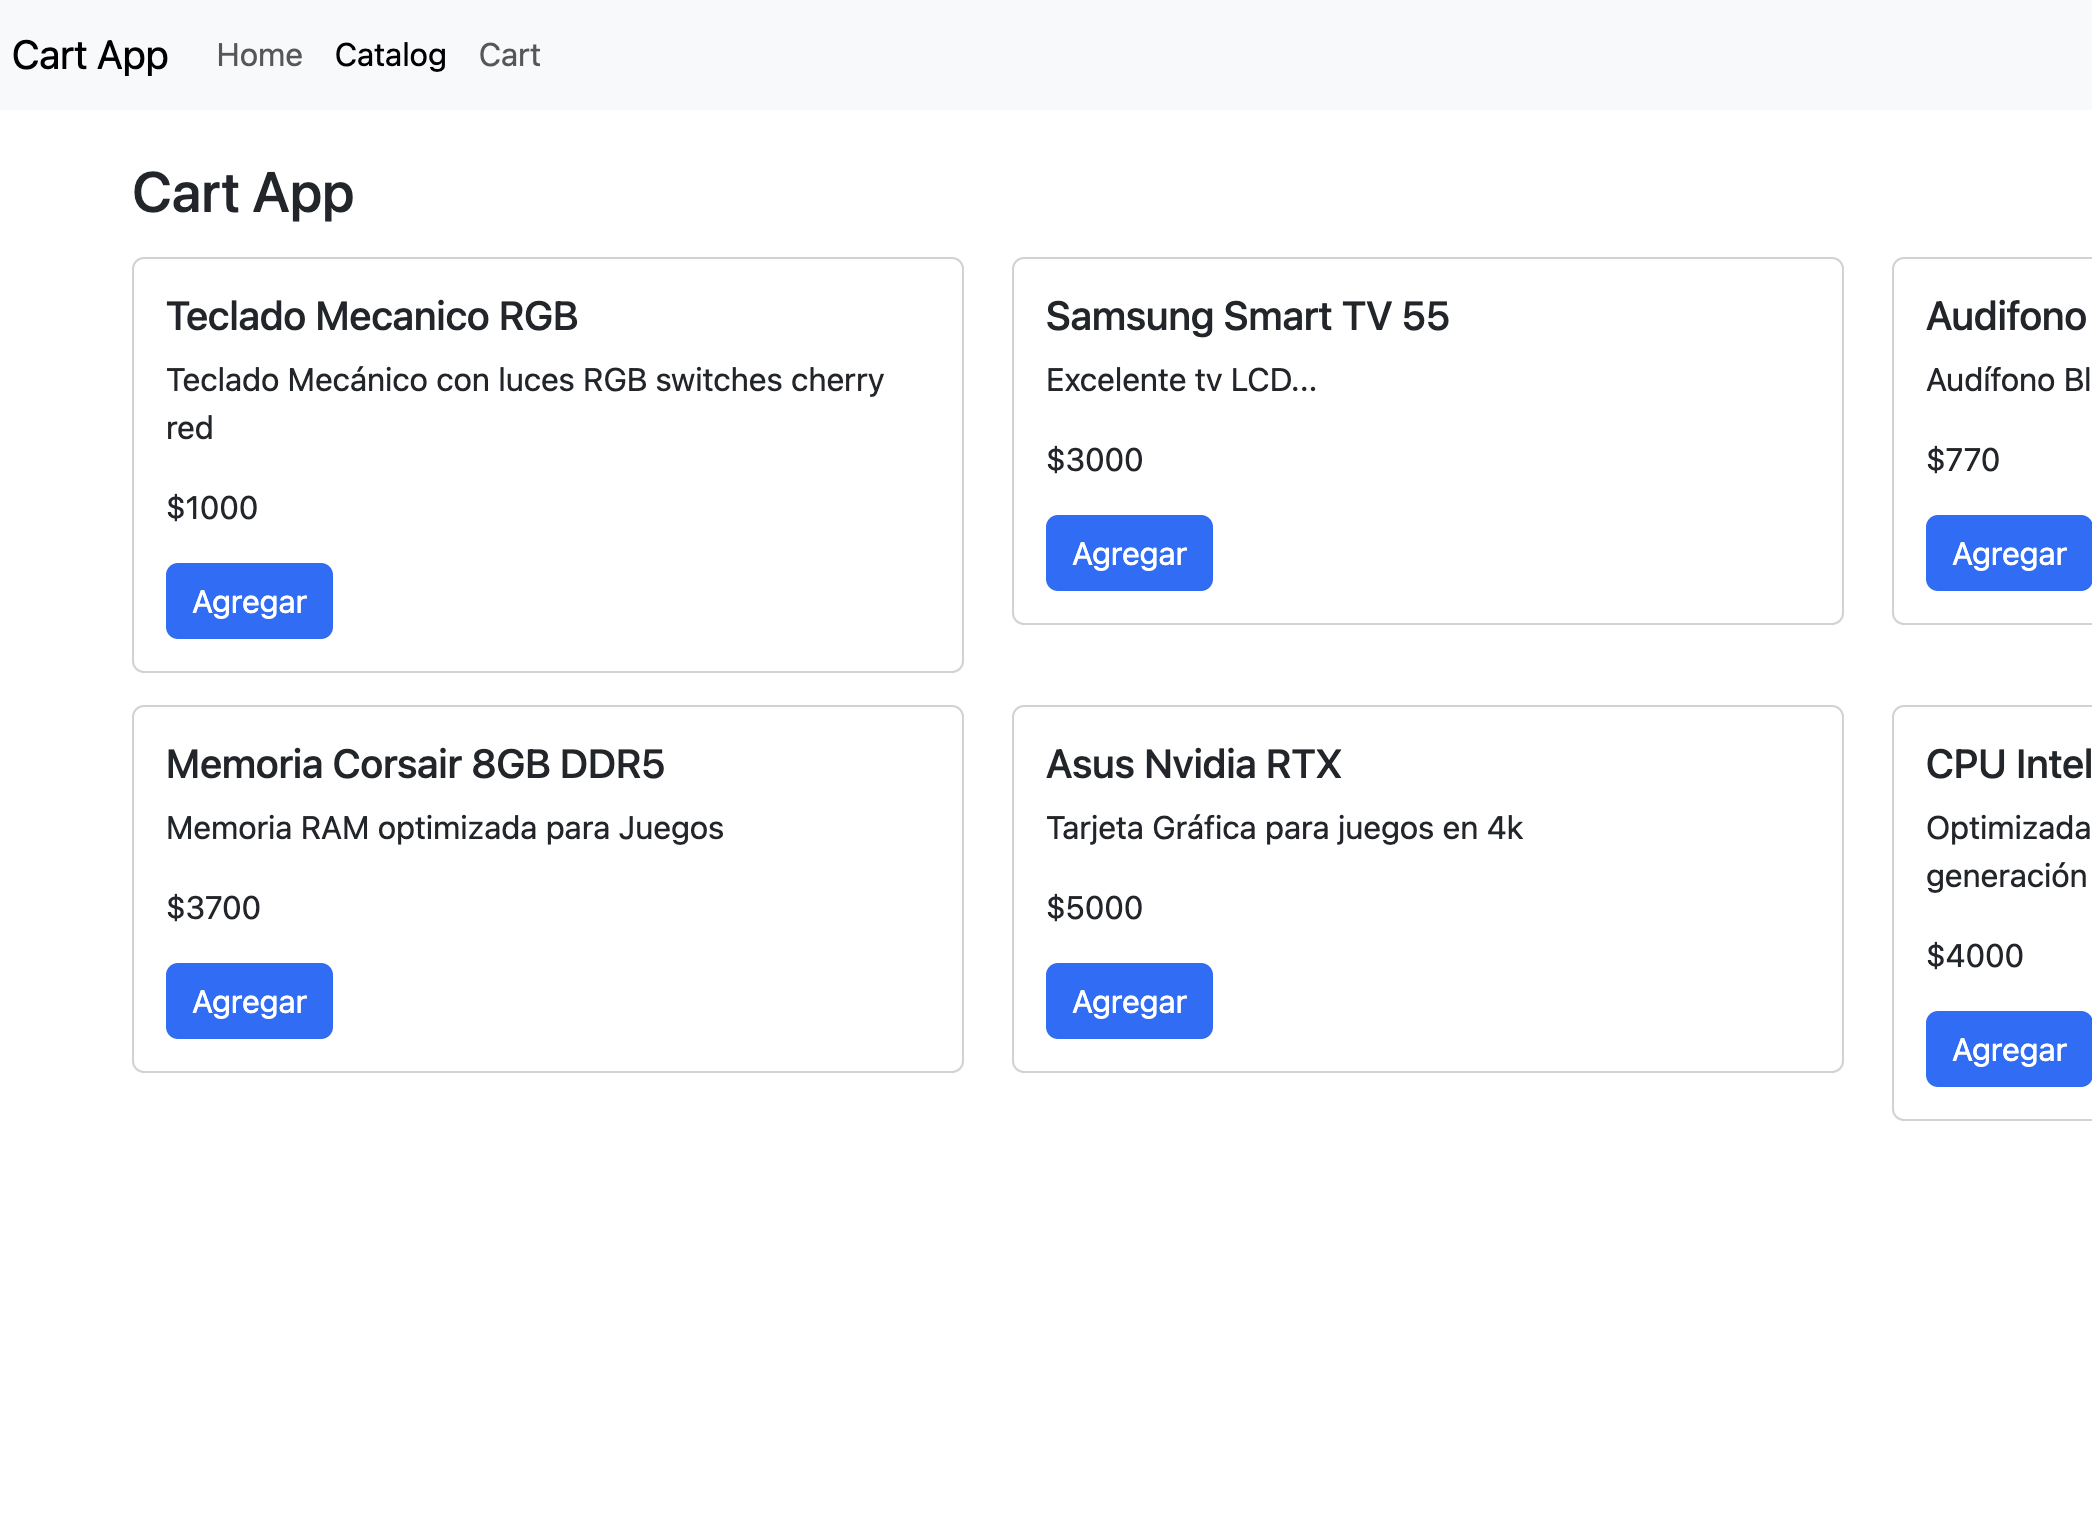 Cart App Home Catalog Cart
Cart App
Teclado Mecanico RGB
Teclado Mecánico con luces RGB switches cherry
red
$1000
Agregar
Samsung Smart TV 55
Excelente tv LCD...
$3000
Agregar
Audifono
Audífono
$770
Agregar
Memoria Corsair 8GB DDR5
Memoria RAM optimizada para Juegos
$3700
Agregar
Asus Nvidia RTX
Tarjeta Gráfica para juegos en 4k
$5000
Agregar
CPU Intel
Optimizada
generación
$4000
Agregar